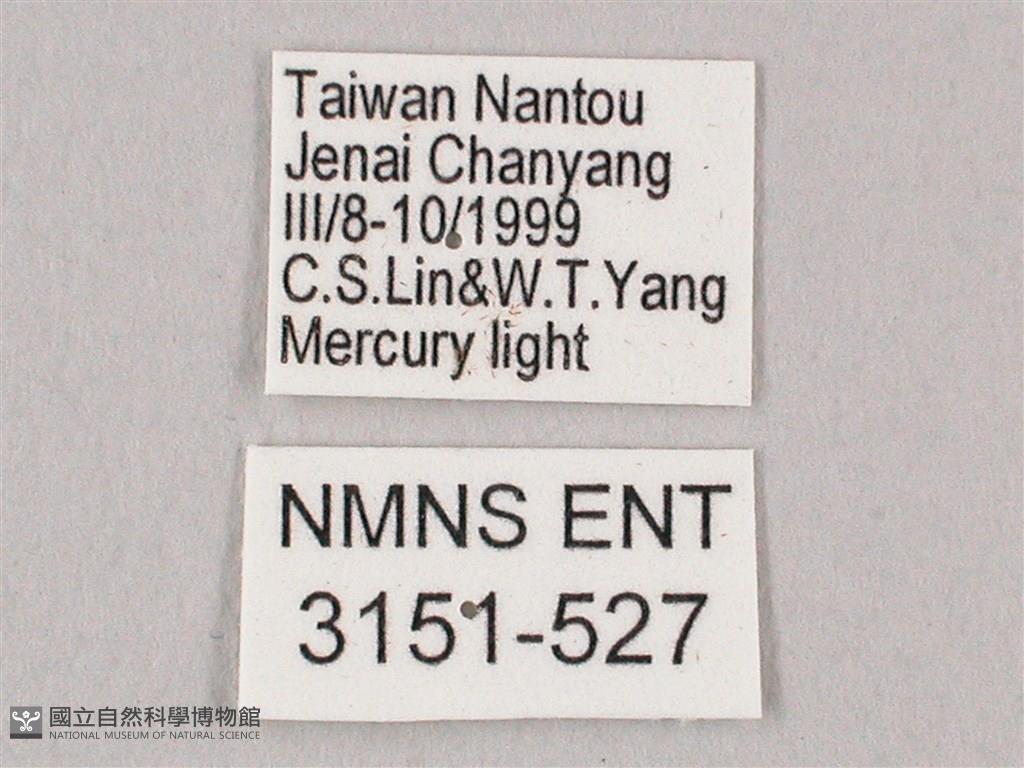 Taiwan Nantou
Jenai Chanyang
III/8-10/1999
C.S.Lin&W.T.Yang
Mercury light
NMNS ENT
3151-527
國立自然科學博物館
NATIONAL MUSEUM OF NATURAL SCIENCE